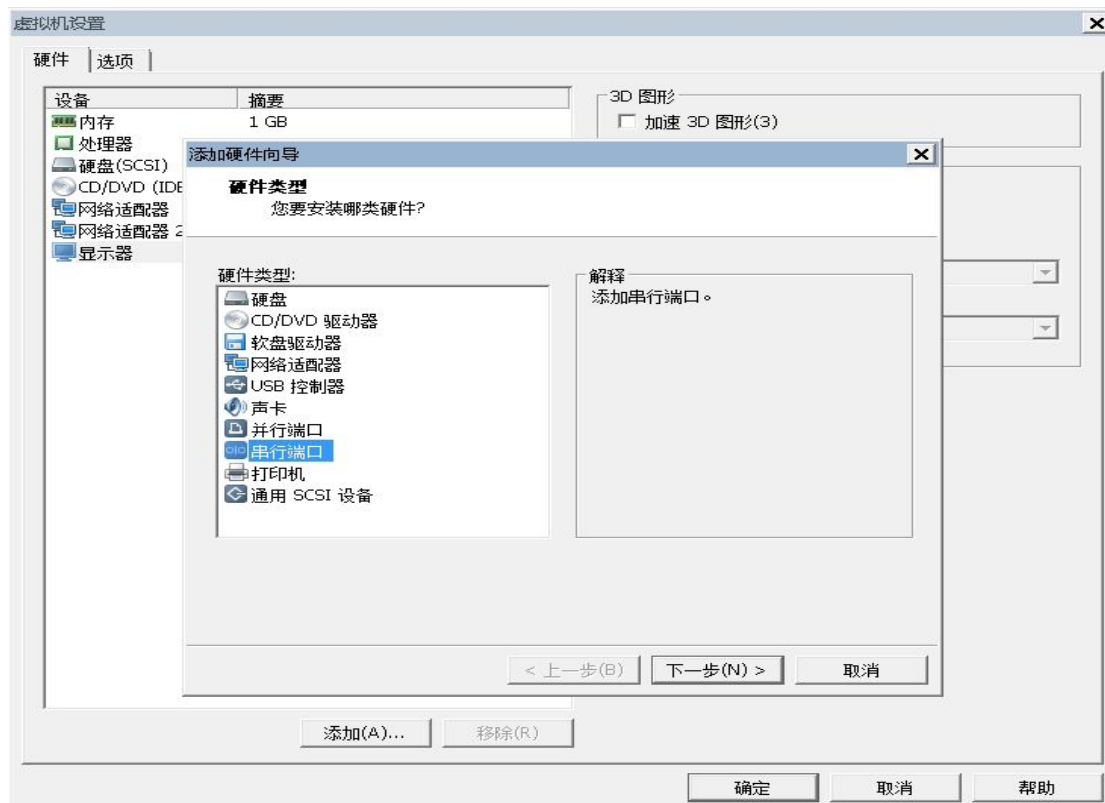 虚拟机设置
硬件 选项
设备 摘要
内存 1 GB
处理器
硬盘(SCSI)
CD/DVD (IDE
网络适配器
网络适配器 2
显示器
3D 图形
加速 3D 图形(3)
添加硬件向导
硬件类型
您要安装哪类硬件?
硬件类型:
硬盘
CD/DVD 驱动器
软盘驱动器
网络适配器
USB 控制器
声卡
并行端口
串行端口
打印机
通用 SCSI 设备
解释
添加串行端口。
< 上一步(B) 下一步(N) > 取消
添加(A)... 移除(R)
确定 取消 帮助